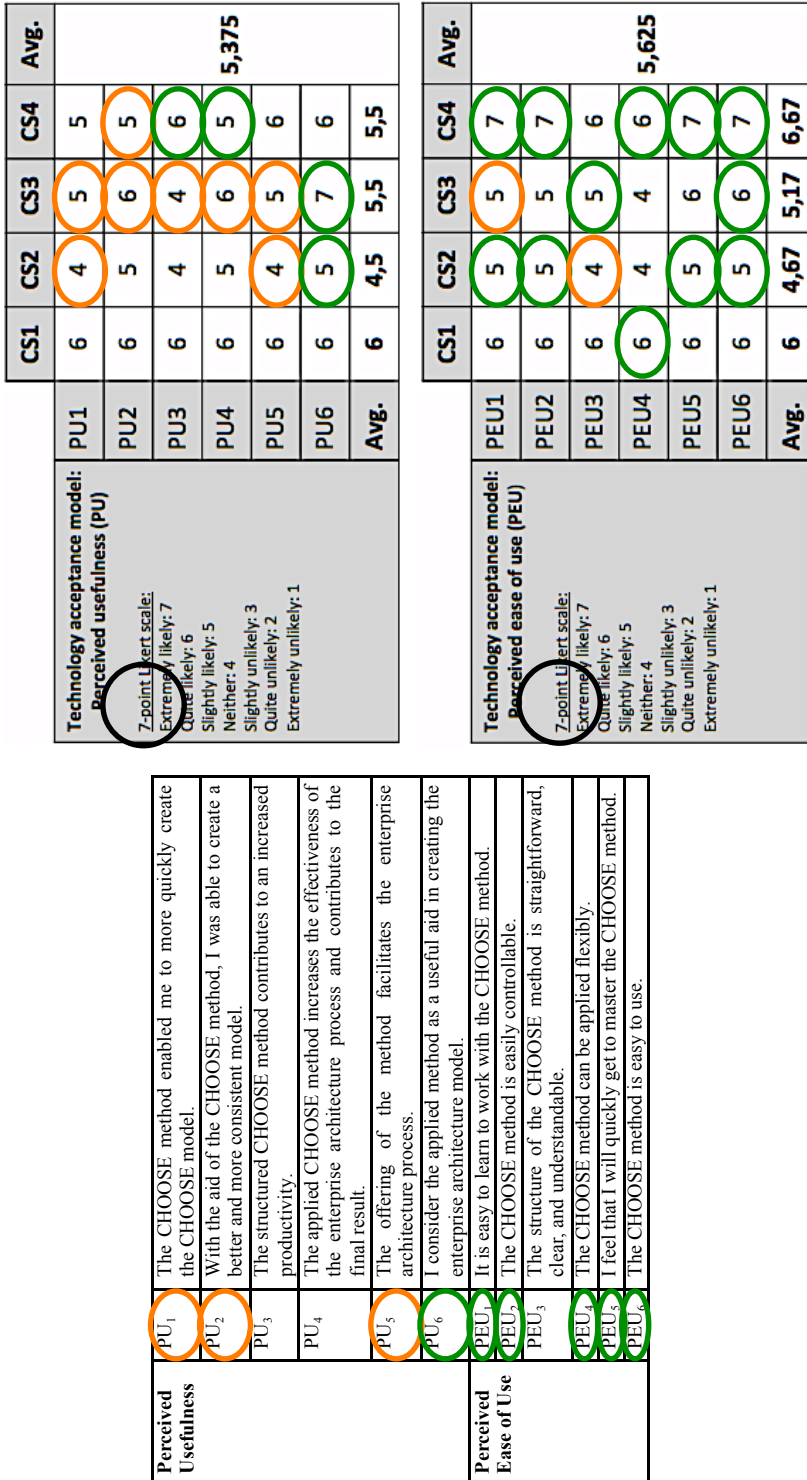 Perceived Usefulness
PU1 The CHOOSE method enabled me to more quickly create
the CHOOSE model.
PU2 With the aid of the CHOOSE method, I was able to create a
better and more consistent model.
PU3 The structured CHOOSE method contributes to an increased
productivity.
PU4 The applied CHOOSE method increases the effectiveness of
the enterprise architecture process and contributes to the
final result.
PU5 The offering of the method facilitates the enterprise
architecture process.
PU6 I consider the applied method as a useful aid in creating the
enterprise architecture model.
Perceived Ease of Use
PEU1 It is easy to learn to work with the CHOOSE method.
PEU2 The CHOOSE method is easily controllable.
PEU3 The structure of the CHOOSE method is straightforward,
clear, and understandable.
PEU4 The CHOOSE method can be applied flexibly.
PEU5 I feel that I will quickly get to master the CHOOSE method.
PEU6 The CHOOSE method is easy to use.
CS1 CS2 CS3 CS4 Avg.
Technology acceptance model:
Perceived usefulness (PU)
7-point Likert scale:
Extremely likely: 7
Quite likely: 6
Slightly likely: 5
Neither: 4
Slightly unlikely: 3
Quite unlikely: 2
Extremely unlikely: 1
PU1 6 4 5 5
PU2 6 5 6 5
PU3 6 4 4 6
PU4 6 5 6 5
PU5 6 4 5 6
PU6 6 5 7 6
Avg. 6 4,5 5,5 5,5
5,375
CS1 CS2 CS3 CS4 Avg.
Technology acceptance model:
Perceived ease of use (PEU)
7-point Likert scale:
Extremely likely: 7
Quite likely: 6
Slightly likely: 5
Neither: 4
Slightly unlikely: 3
Quite unlikely: 2
Extremely unlikely: 1
PEU1 6 5 5 7
PEU2 6 5 5 7
PEU3 6 4 5 6
PEU4 6 4 4 6
PEU5 6 5 6 7
PEU6 6 5 6 7
Avg. 6 4,67 5,17 6,67
5,625